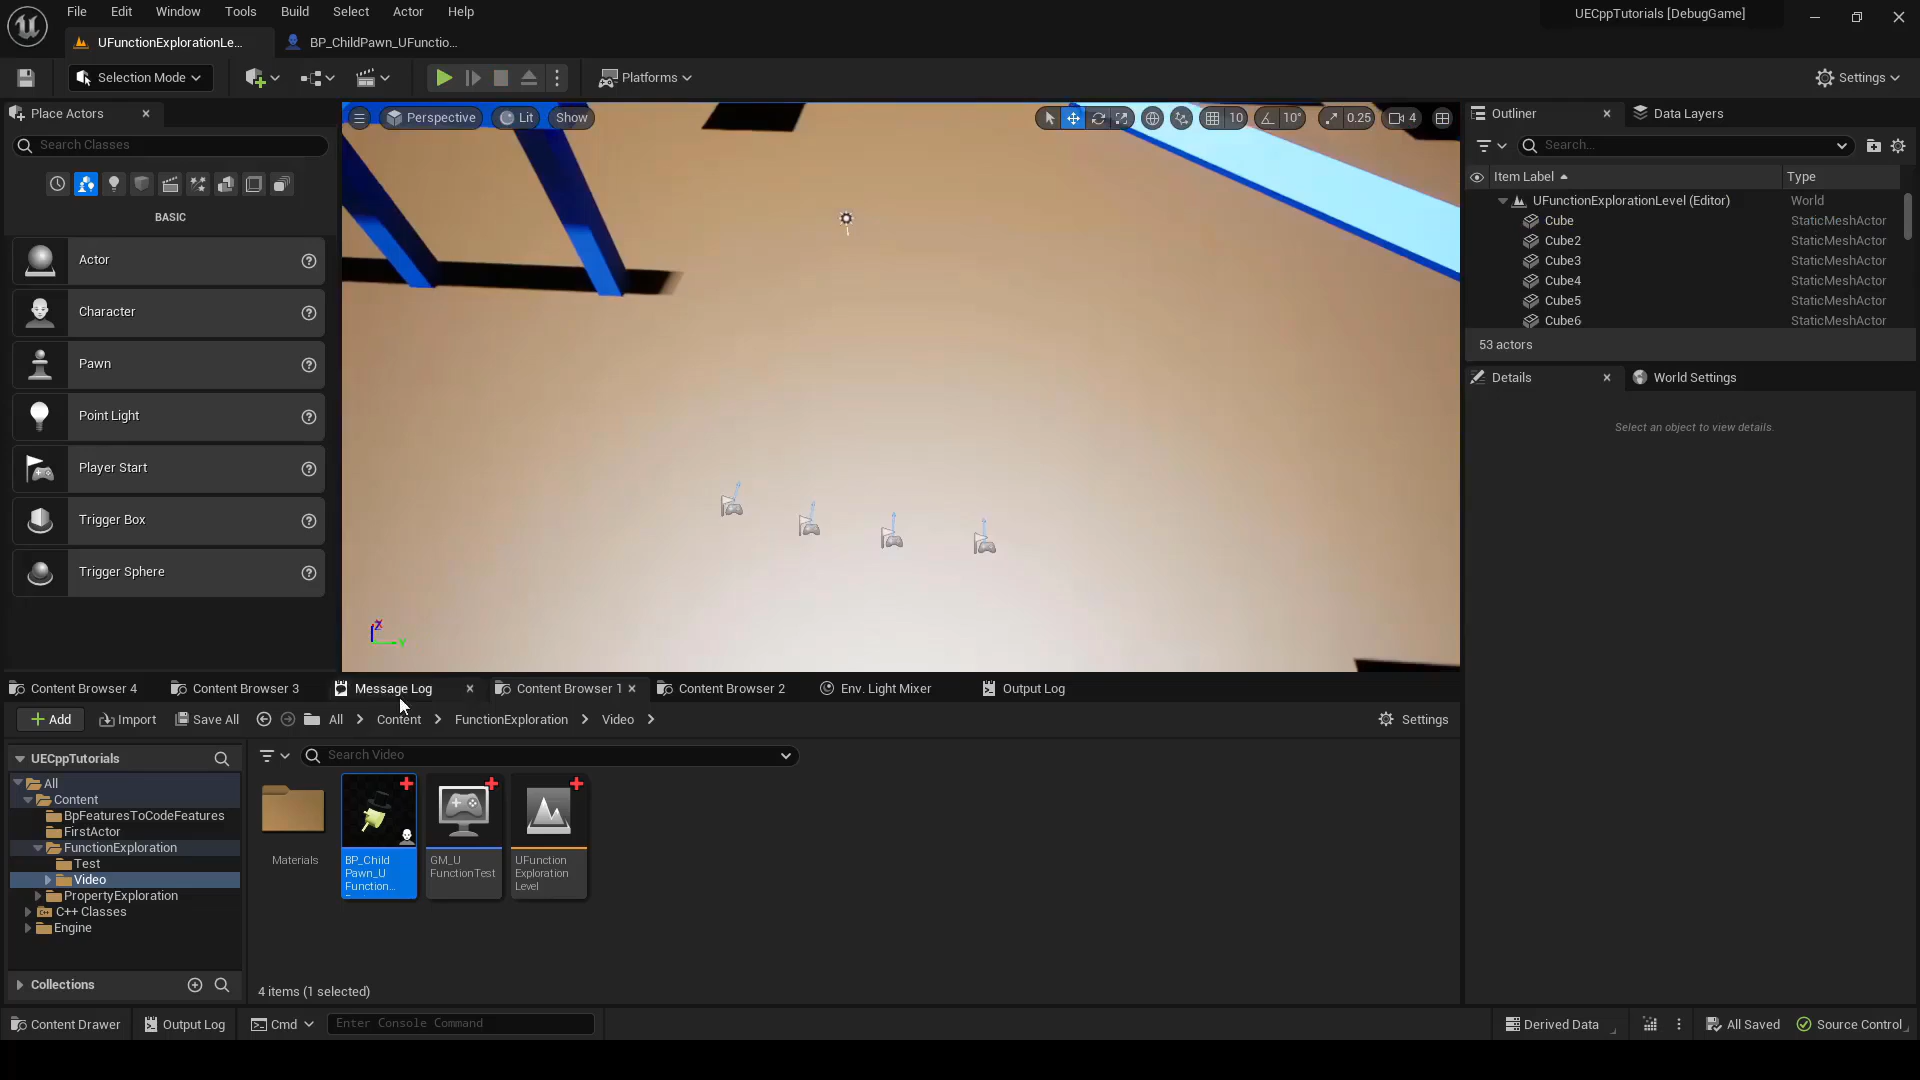 File Edit Window Tools Build Select Actor Help
UECppTutorials [DebugGame]
UFunctionExplorationLe...
BP_ChildPawn_UFunctio...
Selection Mode
Platforms
Settings
Place Actors
Search Classes
BASIC
Actor
Character
Pawn
Point Light
Player Start
Trigger Box
Trigger Sphere
Perspective
Lit
Show
10
10°
0.25
4
X
Y
Outliner
Data Layers
Search...
Item Label
Type
UFunctionExplorationLevel (Editor) World
Cube StaticMeshActor
Cube2 StaticMeshActor
Cube3 StaticMeshActor
Cube4 StaticMeshActor
Cube5 StaticMeshActor
Cube6 StaticMeshActor
53 actors
Details
World Settings
Select an object to view details.
Content Browser 4
Content Browser 3
Message Log
Content Browser 1
Content Browser 2
Env. Light Mixer
Output Log
Add
Import
Save All
All
Content
FunctionExploration
Video
Settings
UECppTutorials
All
Content
BpFeaturesToCodeFeatures
FirstActor
FunctionExploration
Test
Video
PropertyExploration
C++ Classes
Engine
Collections
Search Video
Materials
BP_Child
Pawn_U
Function...
GM_U
FunctionTest
UFunction
Exploration
Level
4 items (1 selected)
Content Drawer
Output Log
Cmd
Enter Console Command
Derived Data
All Saved
Source Control